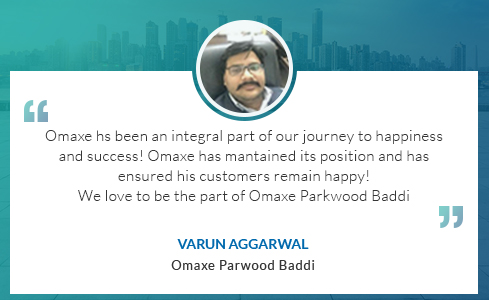 Omaxe hs been an integral part of our journey to happiness
and success! Omaxe has mantained its position and has
ensured his customers remain happy!
We love to be the part of Omaxe Parkwood Baddi
VARUN AGGARWAL
Omaxe Parwood Baddi